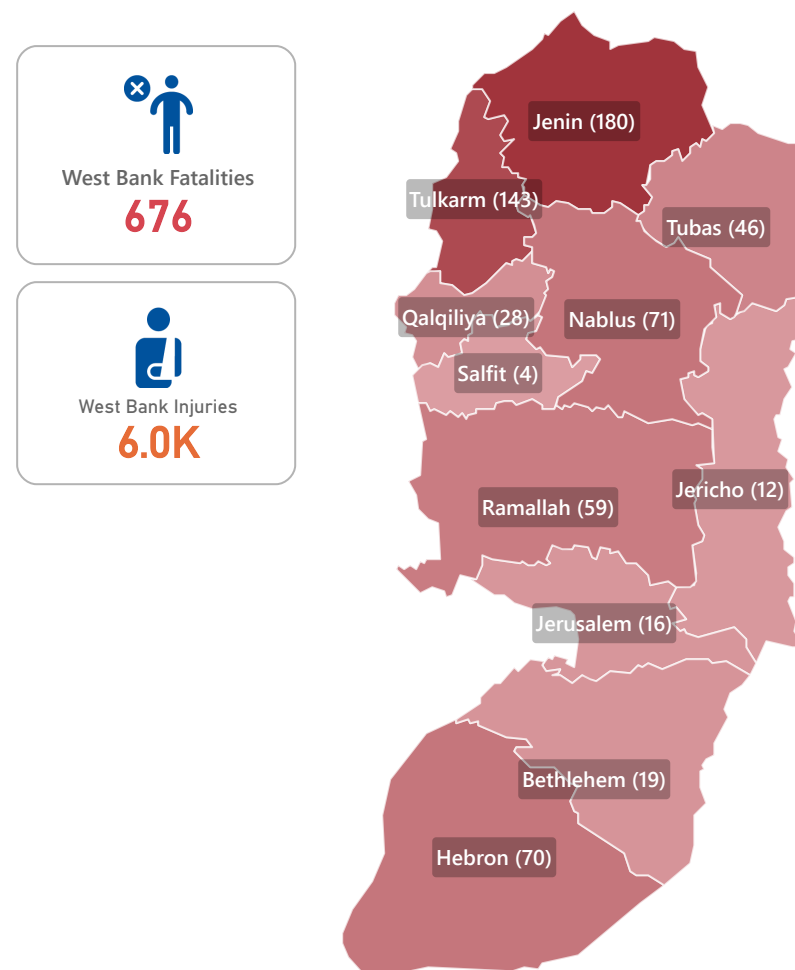 West Bank Fatalities
676
West Bank Injuries
6.0K
Jenin (180)
Tulkarm (143)
Tubas (46)
Qalqiliya (28)
Nablus (71)
Salfit (4)
Jericho (12)
Ramallah (59)
Jerusalem (16)
Bethlehem (19)
Hebron (70)